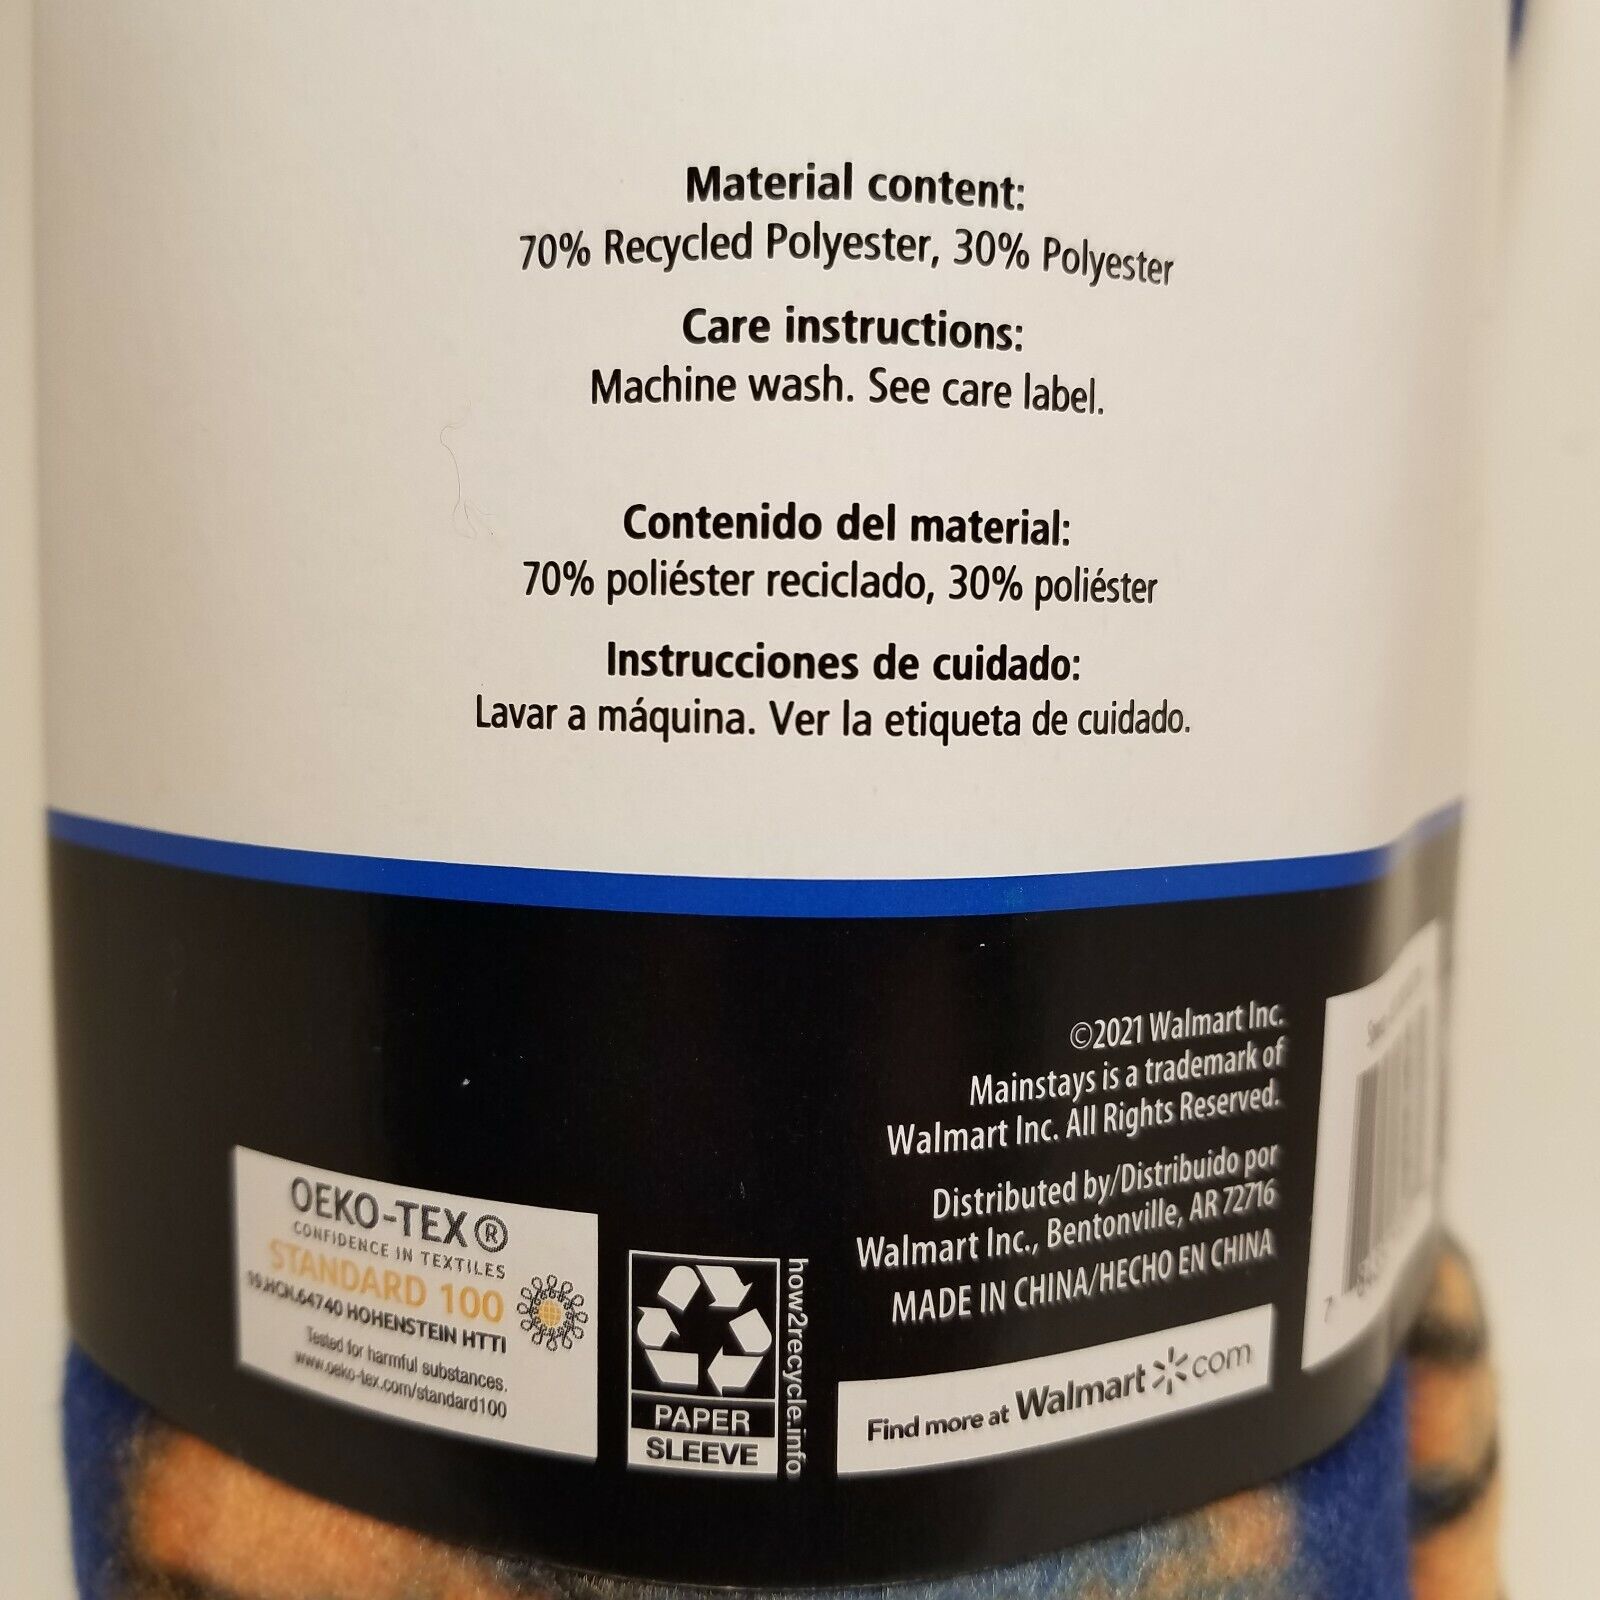 Material content:
70% Recycled Polyester, 30% Polyester
Care instructions:
Machine wash. See care label.
Contenido del material:
70% poliéster reciclado, 30% poliéster
Instrucciones de cuidado:
Lavar a máquina. Ver la etiqueta de cuidado.
©2021 Walmart Inc.
Mainstays is a trademark of
Walmart Inc. All Rights Reserved.
Distributed by/Distribuido por
Walmart Inc., Bentonville, AR 72716
MADE IN CHINA/HECHO EN CHINA
Find more at Walmart com
OEKO-TEX®
CONFIDENCE IN TEXTILES
STANDARD 100
19.HCN.64740 HOHENSTEIN HTTI
Tested for harmful substances.
www.oeko-tex.com/standard100
PAPER
SLEEVE
how2recycle.info
7